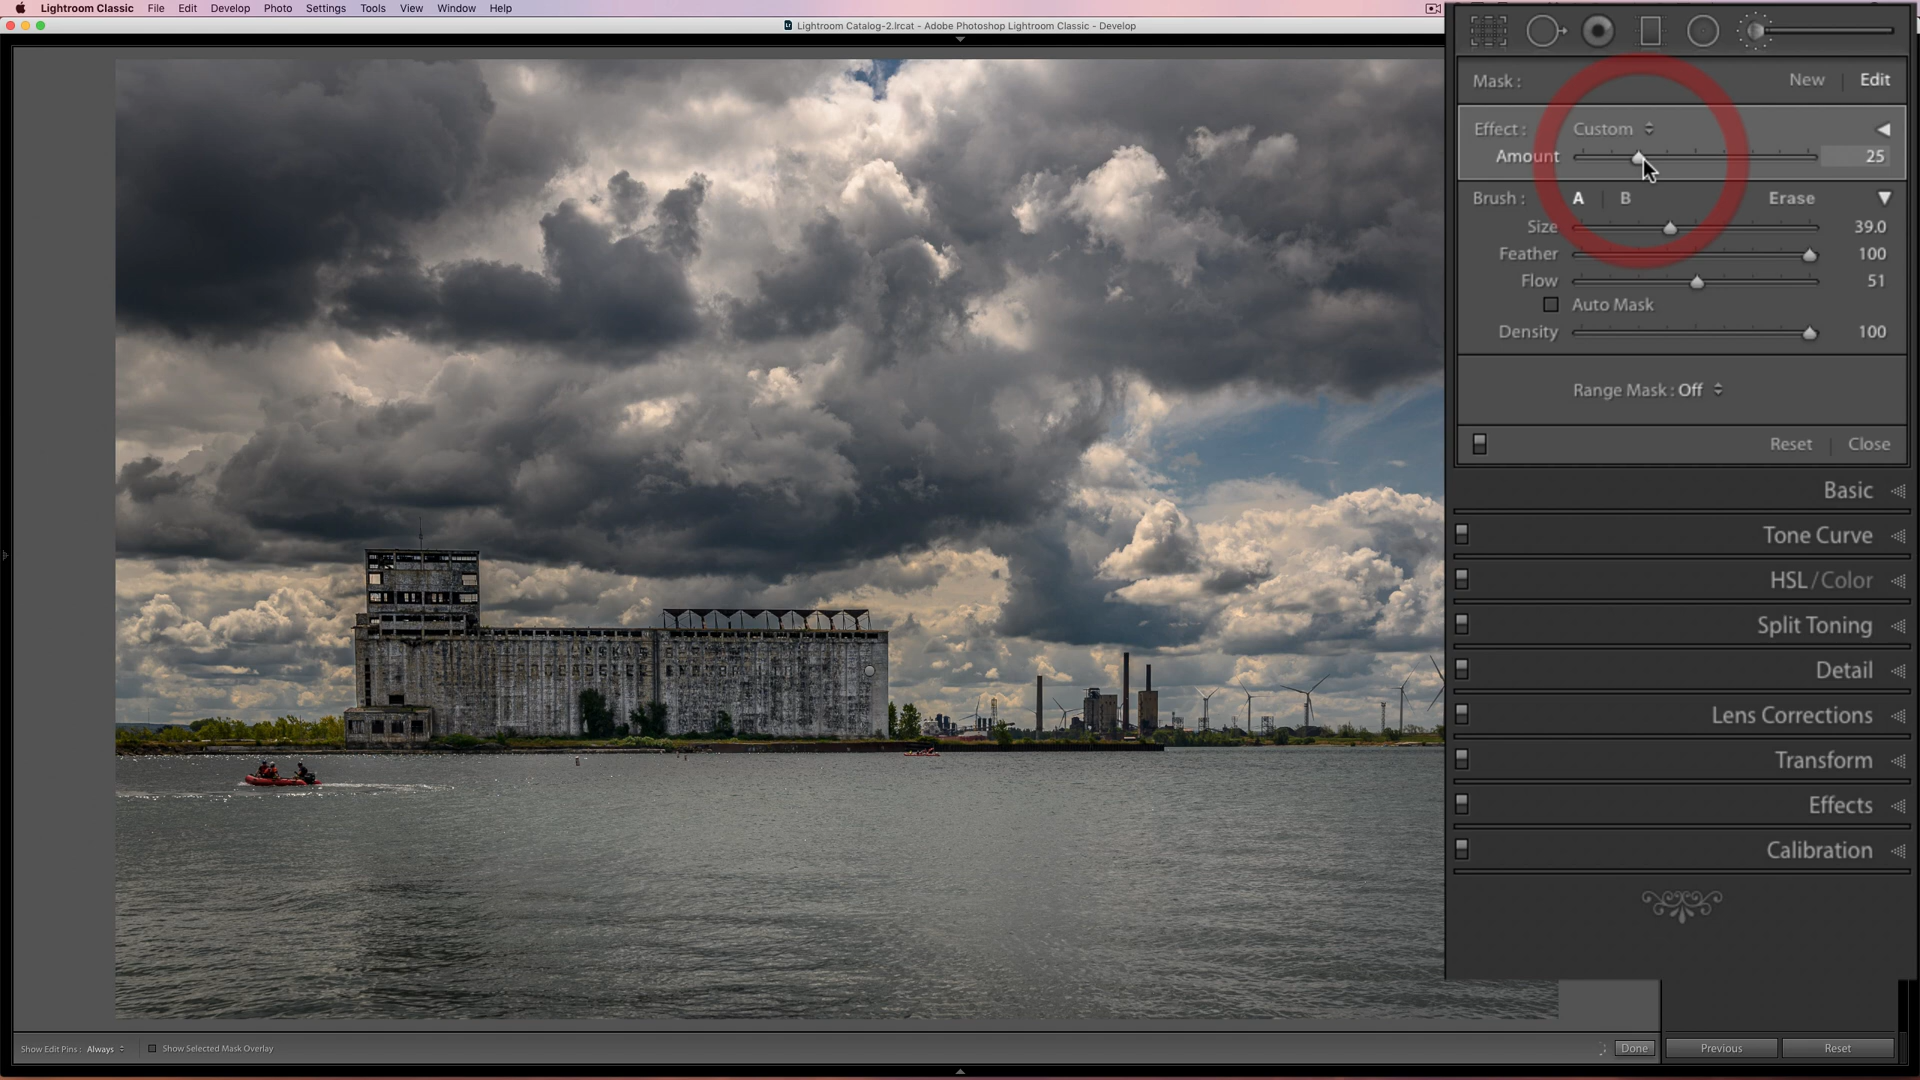 Lightroom Classic File Edit Develop Photo Settings Tools View Window Help
Lightroom Catalog-2.lrcat - Adobe Photoshop Lightroom Classic - Develop
Mask : New Edit
Effect : Custom
Amount 25
Brush : A B Erase
Size 39.0
Feather 100
Flow 51
Auto Mask
Density 100
Range Mask : Off
Reset Close
Basic
Tone Curve
HSL / Color
Split Toning
Detail
Lens Corrections
Transform
Effects
Calibration
Show Edit Pins : Always Show Selected Mask Overlay Done Previous Reset